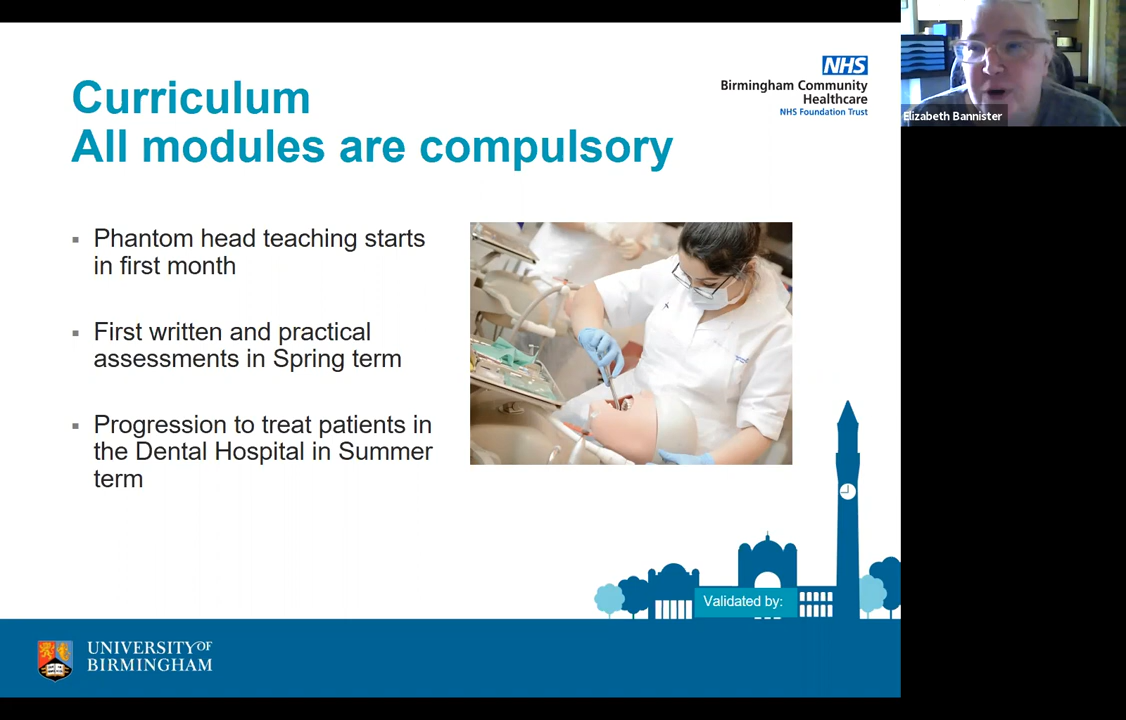 Curriculum
All modules are compulsory
NHS
Birmingham Community
Healthcare
NHS Foundation Trust
Elizabeth Bannister
▪ Phantom head teaching starts
in first month
▪ First written and practical
assessments in Spring term
▪ Progression to treat patients in
the Dental Hospital in Summer
term
Validated by:
UNIVERSITY OF
BIRMINGHAM